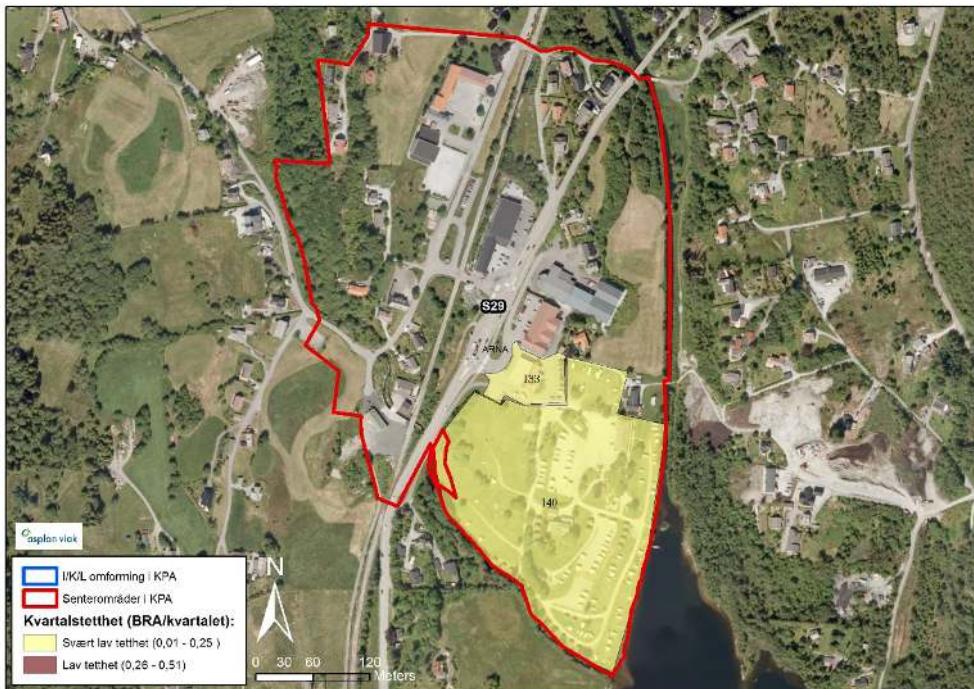 S29
ARNA
133
140
asplan viak
I/K/L omforming i KPA
Senterområder i KPA
Kvartalstetthet (BRA/kvartalet):
Svært lav tetthet (0,01 - 0,25 )
Lav tetthet (0,26 - 0,51)
N
0 30 60 120
Meters